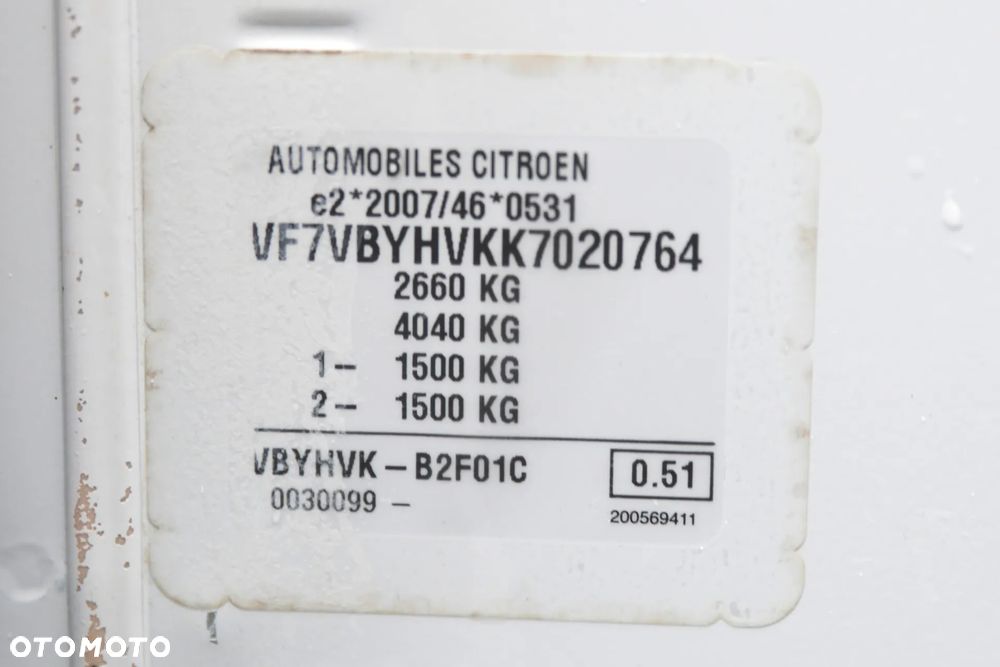 AUTOMOBILES CITROEN
e2*2007/46*0531
VF7VBYHVKK7020764
2660 KG
4040 KG
1- 1500 KG
2- 1500 KG
VBYHVK-B2F01C 0.51
0030099 -
200569411
OTOMOTO